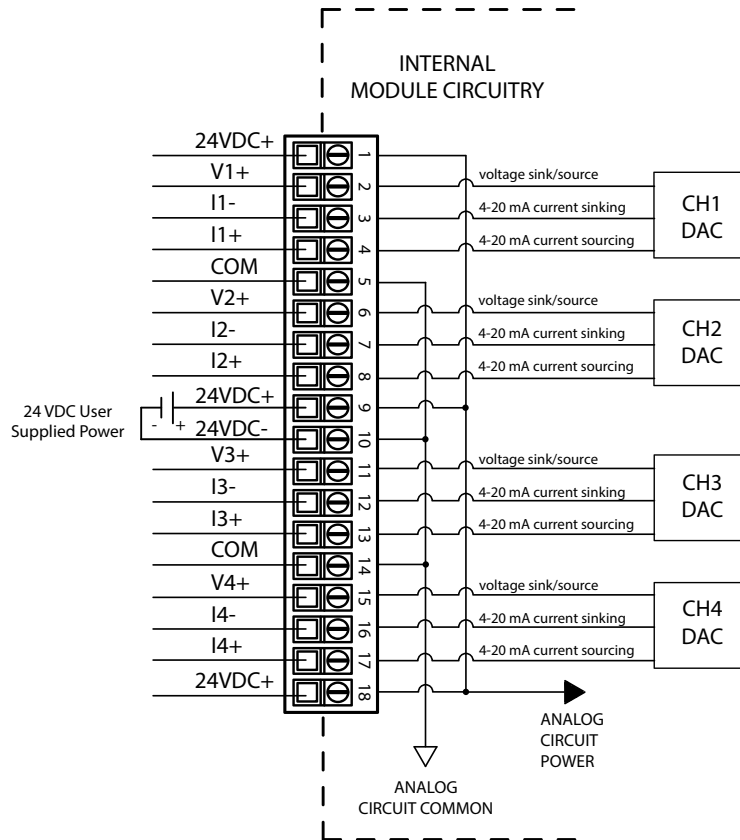 INTERNAL
MODULE CIRCUITRY
24VDC+
1
V1+
2
voltage sink/source
I1-
3
4-20 mA current sinking
I1+
4
4-20 mA current sourcing
CH1
DAC
COM
5
V2+
6
voltage sink/source
I2-
7
4-20 mA current sinking
I2+
8
4-20 mA current sourcing
CH2
DAC
24 VDC User
Supplied Power
- +
24VDC+
9
24VDC-
10
V3+
11
voltage sink/source
I3-
12
4-20 mA current sinking
I3+
13
4-20 mA current sourcing
CH3
DAC
COM
14
V4+
15
voltage sink/source
I4-
16
4-20 mA current sinking
I4+
17
4-20 mA current sourcing
CH4
DAC
24VDC+
18
ANALOG
CIRCUIT
POWER
ANALOG
CIRCUIT COMMON